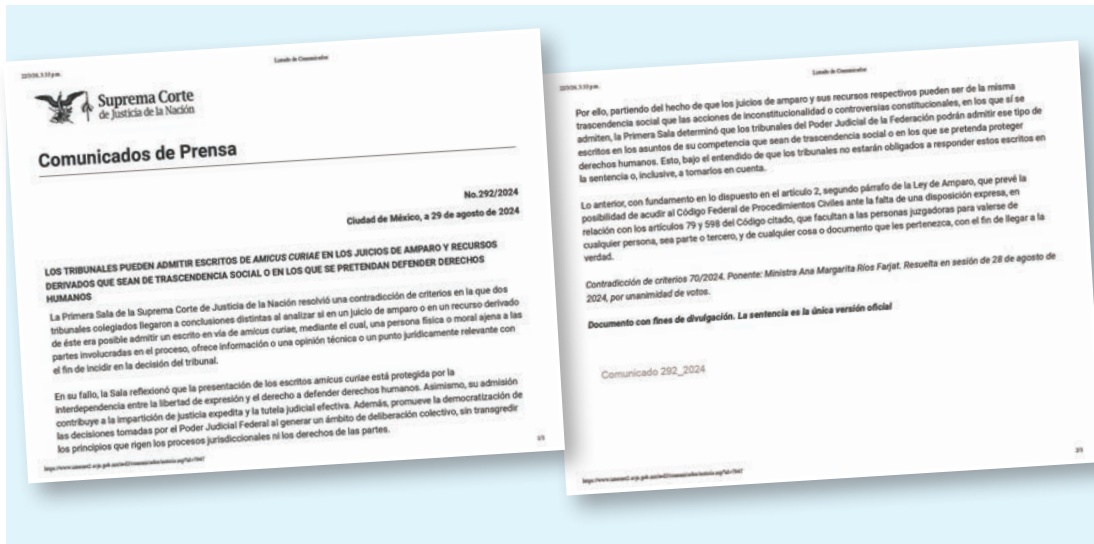 3:33 p.m.
Listado de Comunicados
Suprema Corte
de Justicia de la Nación
Comunicados de Prensa
No.292/2024
Ciudad de México, a 29 de agosto de 2024
LOS TRIBUNALES PUEDEN ADMITIR ESCRITOS DE AMICUS CURIAE EN LOS JUICIOS DE AMPARO Y RECURSOS
DERIVADOS QUE SEAN DE TRASCENDENCIA SOCIAL O EN LOS QUE SE PRETENDAN DEFENDER DERECHOS
HUMANOS
La Primera Sala de la Suprema Corte de Justicia de la Nación resolvió una contradicción de criterios en la que dos
tribunales colegiados llegaron a conclusiones distintas al analizar si en un juicio de amparo o en un recurso derivado
de éste era posible admitir un escrito en vía de amicus curiae, mediante el cual, una persona física o moral ajena a las
partes involucradas en el proceso, ofrece información o una opinión técnica o un punto jurídicamente relevante con
el fin de incidir en la decisión del tribunal.
En su fallo, la Sala reflexionó que la presentación de los escritos amicus curiae está protegida por la
interdependencia entre la libertad de expresión y el derecho a defender derechos humanos. Asimismo, su admisión
contribuye a la impartición de justicia expedita y la tutela judicial efectiva. Además, promueve la democratización de
las decisiones tomadas por el Poder Judicial Federal al generar un ámbito de deliberación colectivo, sin transgredir
los principios que rigen los procesos jurisdiccionales ni los derechos de las partes.
3:33 p.m.
Listado de Comunicados
Por ello, partiendo del hecho de que los juicios de amparo y sus recursos respectivos pueden ser de la misma
trascendencia social que las acciones de inconstitucionalidad o controversias constitucionales, en los que sí se
admiten, la Primera Sala determinó que los tribunales del Poder Judicial de la Federación podrán admitir ese tipo de
escritos en los asuntos de su competencia que sean de trascendencia social o en los que se pretenda proteger
derechos humanos. Esto, bajo el entendido de que los tribunales no estarán obligados a responder estos escritos en
la sentencia o, inclusive, a tomarlos en cuenta.
Lo anterior, con fundamento en lo dispuesto en el artículo 2, segundo párrafo de la Ley de Amparo, que prevé la
posibilidad de acudir al Código Federal de Procedimientos Civiles ante la falta de una disposición expresa, en
relación con los artículos 79 y 598 del Código citado, que facultan a las personas juzgadoras para valerse de
cualquier persona, sea parte o tercero, y de cualquier cosa o documento que les pertenezca, con el fin de llegar a la
verdad.
Contradicción de criterios 70/2024. Ponente: Ministra Ana Margarita Ríos Farjat. Resuelta en sesión de 28 de agosto de
2024, por unanimidad de votos.
Documento con fines de divulgación. La sentencia es la única versión oficial
Comunicado 292_2024